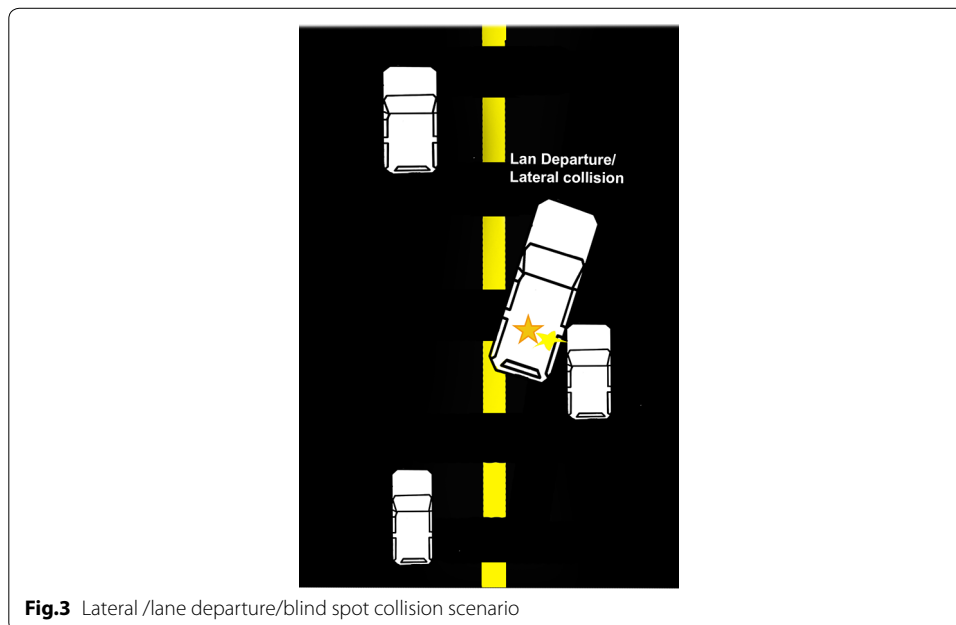 Lan Departure/
Lateral collision
Fig.3 Lateral /lane departure/blind spot collision scenario